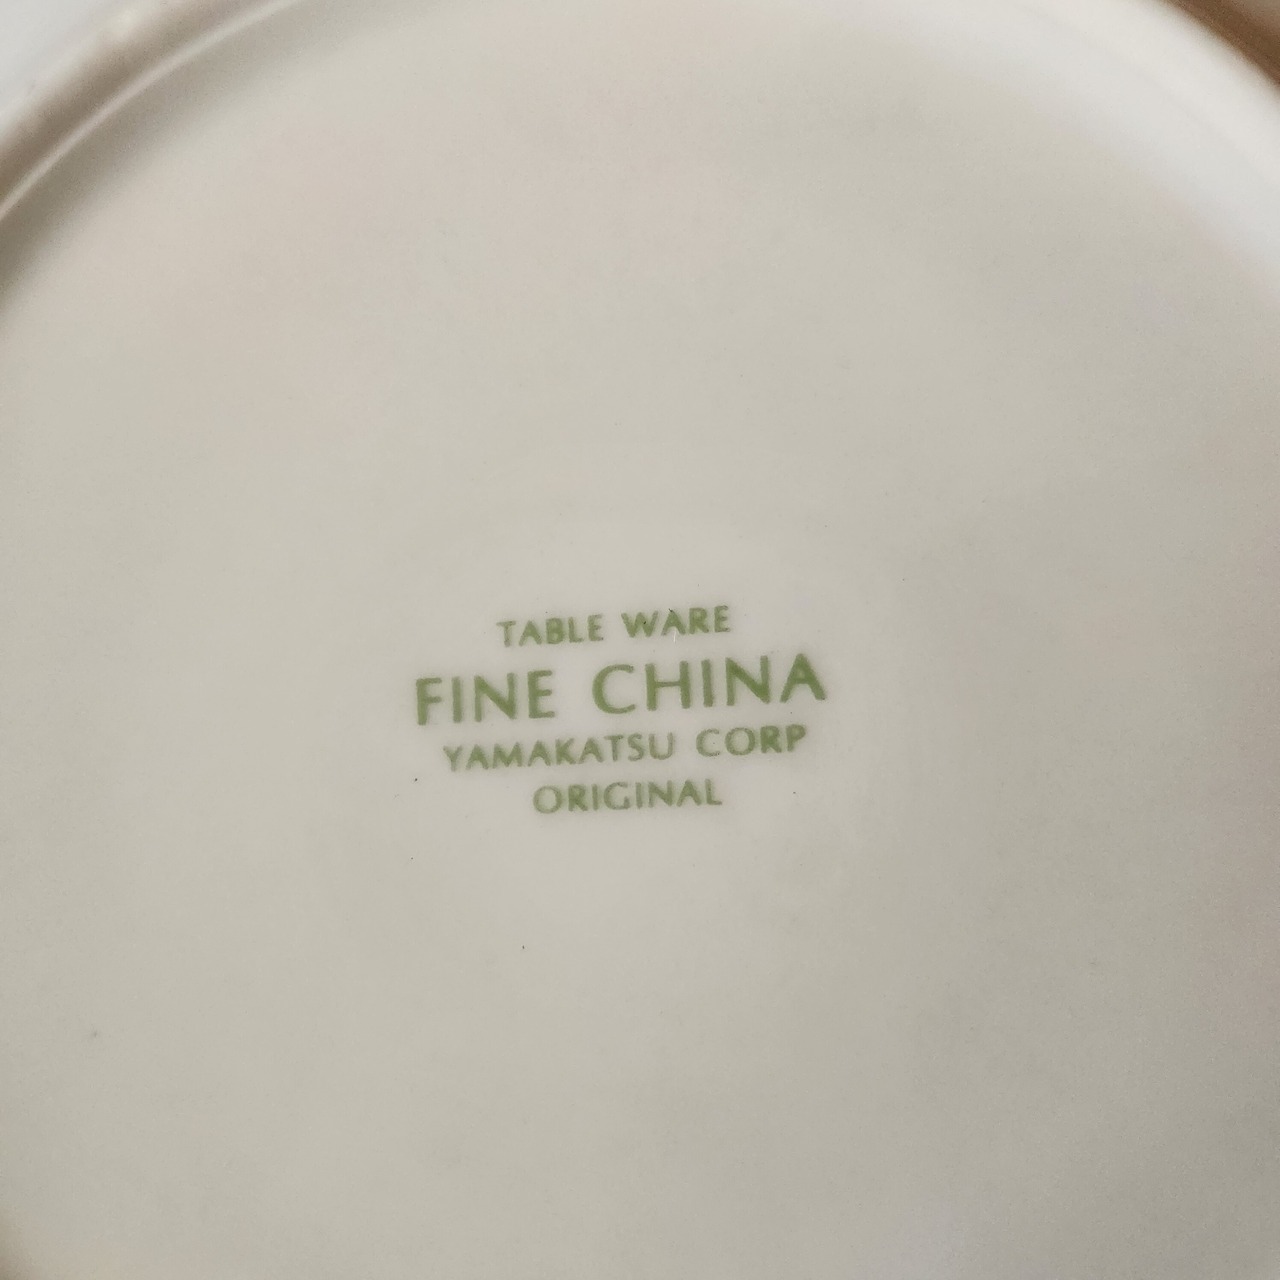 TABLE WARE
FINE CHINA
YAMAKATSU CORP
ORIGINAL